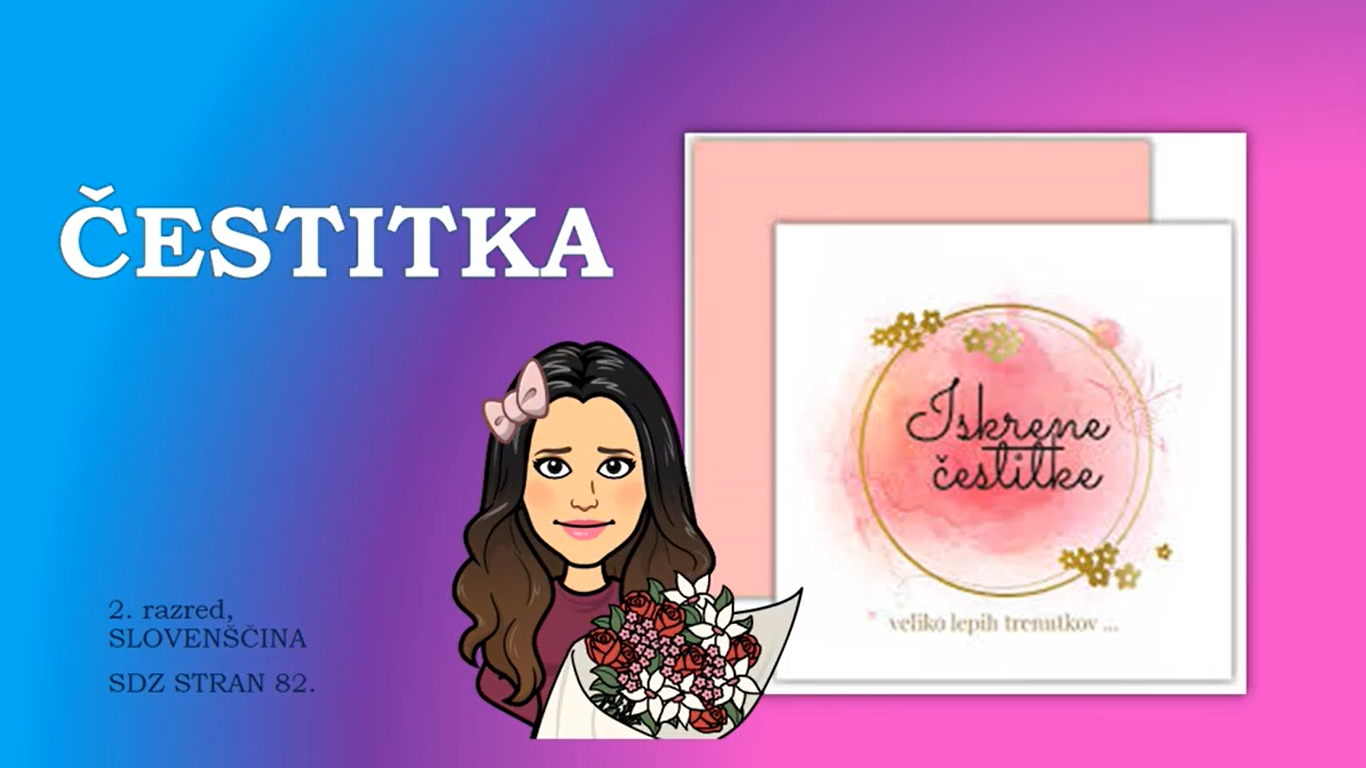 ČESTITKA
Iskrene
čestitke
veliko lepih trenutkov ...
2. razred,
SLOVENŠČINA
SDZ STRAN 82.